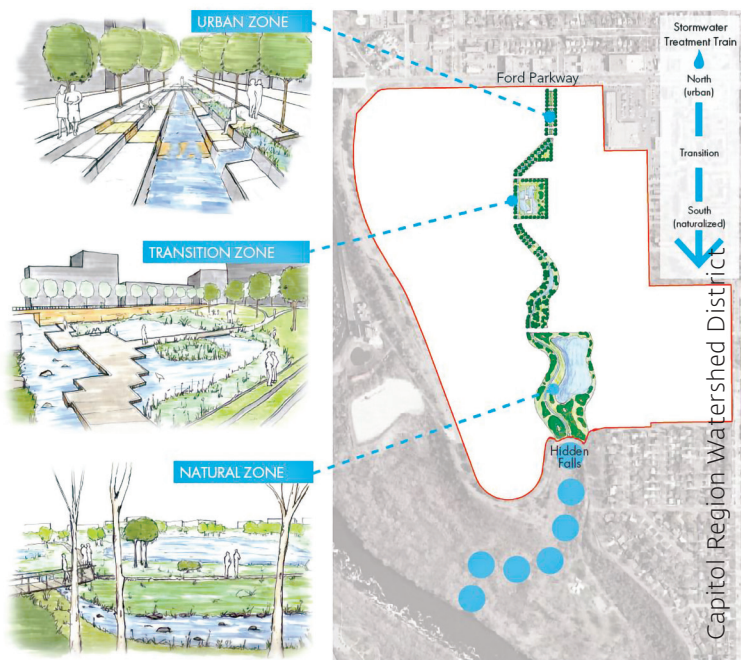 URBAN ZONE
TRANSITION ZONE
NATURAL ZONE
Ford Parkway
Stormwater
Treatment Train
North
(urban)
Transition
South
(naturalized)
Hidden
Falls
Capitol Region Watershed District